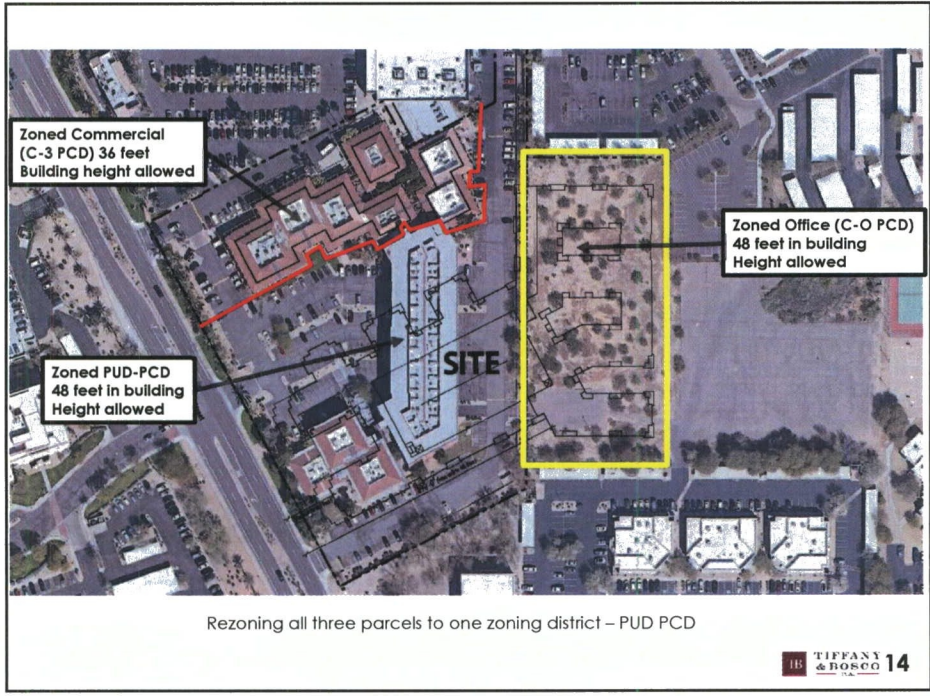 Zoned Commercial
(C-3 PCD) 36 feet
Building height allowed
Zoned Office (C-O PCD)
48 feet in building
Height allowed
Zoned PUD-PCD
48 feet in building
Height allowed
SITE
Rezoning all three parcels to one zoning district – PUD PCD
TB
TIFFANY
& BOSCO
P.A.
14